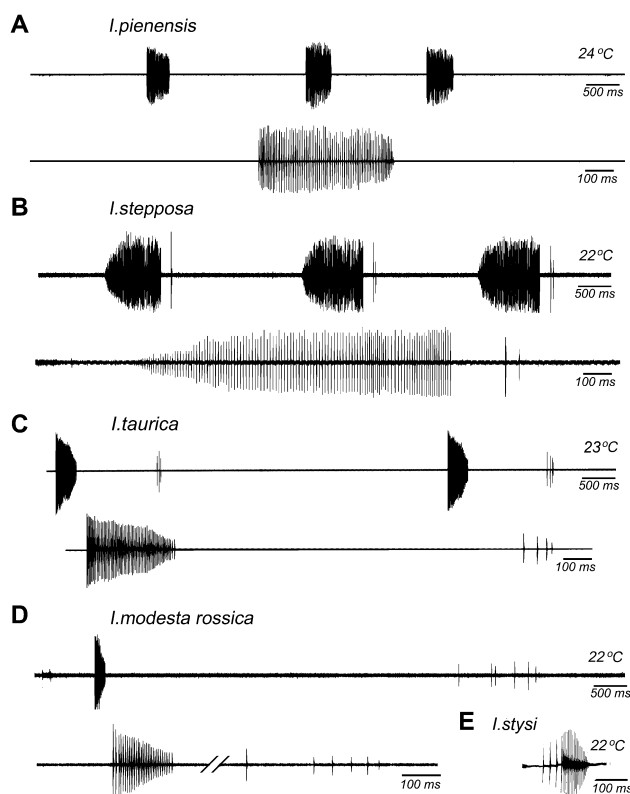 A I.pienensis
24 °C
500 ms
100 ms
B I.stepposa
22°C
500 ms
100 ms
C I.taurica
23°C
500 ms
100 ms
D I.modesta rossica
22°C
500 ms
E I.stysi
22°C
100 ms
100 ms